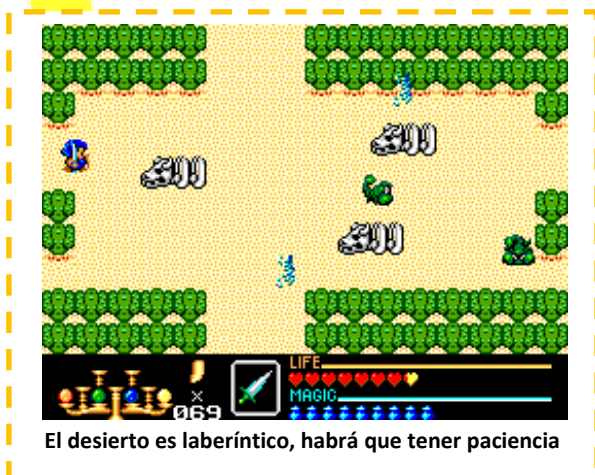 LIFE
MAGIC
×
069
El desierto es laberíntico, habrá que tener paciencia